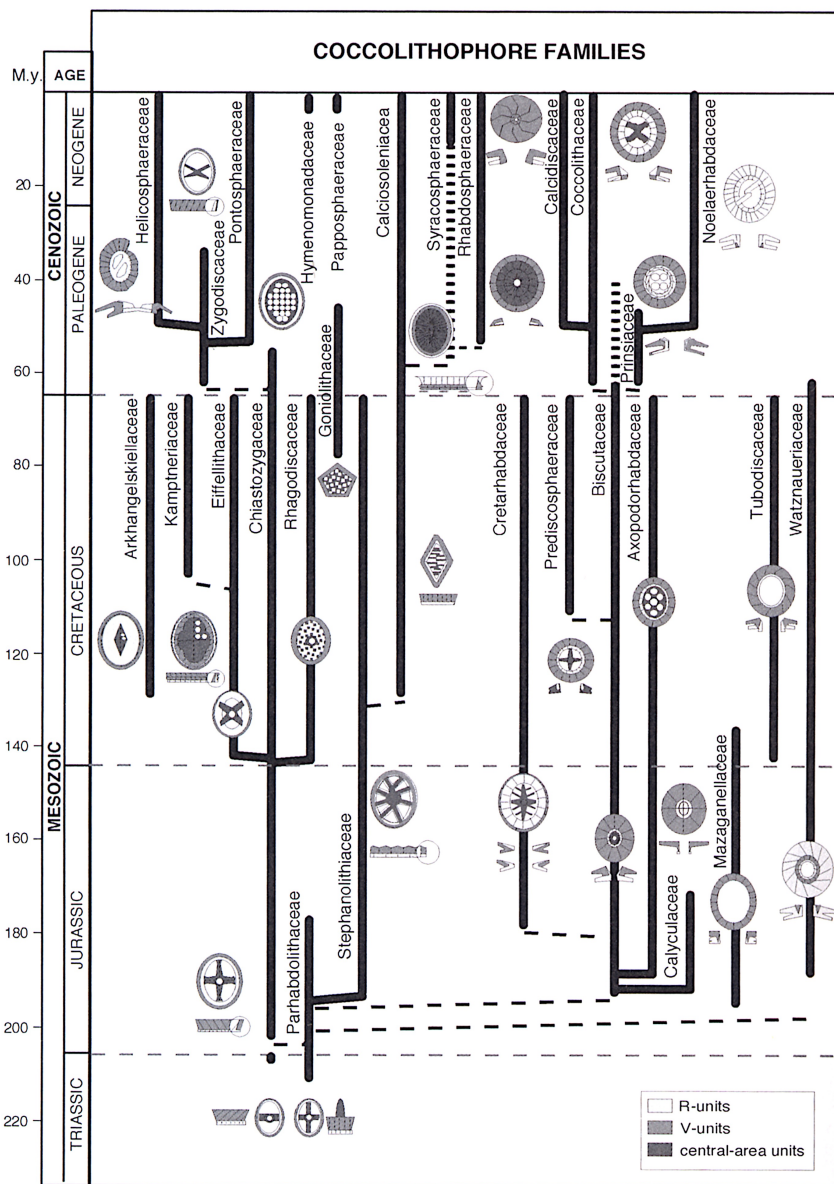 COCCOLITHOPHORE FAMILIES
M.y.
AGE
CENOZOIC
MESOZOIC
NEOGENE
PALEOGENE
CRETACEOUS
JURASSIC
TRIASSIC
20
40
60
80
100
120
140
160
180
200
220
Helicosphaeraceae
Zygodiscaceae
Pontosphaeraceae
Hymenomonadaceae
Papposphaeraceae
Calciosoleniacea
Syracosphaeraceae
Rhabdosphaeraceae
Calcidiscaceae
Coccolithaceae
Prinsiaceae
Noelaerhabdaceae
Arkhangelskiellaceae
Kamptneriaceae
Eiffellithaceae
Chiastozygaceae
Rhagodiscaceae
Goniolithaceae
Stephanolithiaceae
Parhabdolithaceae
Cretarhabdaceae
Prediscosphaeraceae
Biscutaceae
Axopodorhabdaceae
Calyculaceae
Mazaganellaceae
Tubodiscaceae
Watznaueriaceae
R-units
V-units
central-area units